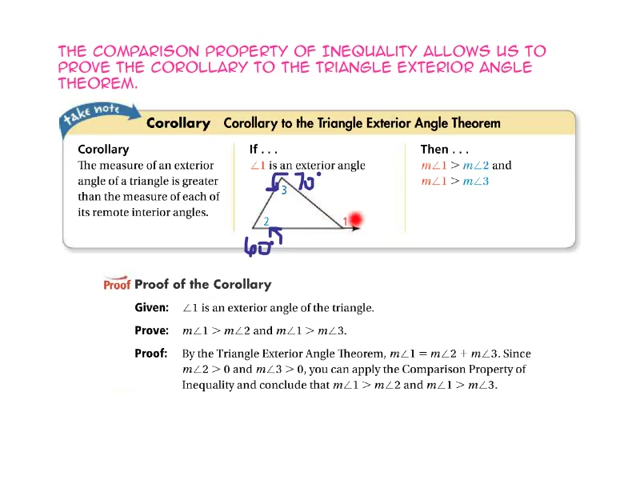 THE COMPARISON PROPERTY OF INEQUALITY ALLOWS US TO
PROVE THE COROLLARY TO THE TRIANGLE EXTERIOR ANGLE
THEOREM.
take note
Corollary Corollary to the Triangle Exterior Angle Theorem
Corollary
The measure of an exterior
angle of a triangle is greater
than the measure of each of
its remote interior angles.
If . . .
∠1 is an exterior angle
3 70°
2
1
60°
Then . . .
m∠1 > m∠2 and
m∠1 > m∠3
Proof Proof of the Corollary
Given: ∠1 is an exterior angle of the triangle.
Prove: m∠1 > m∠2 and m∠1 > m∠3.
Proof: By the Triangle Exterior Angle Theorem, m∠1 = m∠2 + m∠3. Since
m∠2 > 0 and m∠3 > 0, you can apply the Comparison Property of
Inequality and conclude that m∠1 > m∠2 and m∠1 > m∠3.